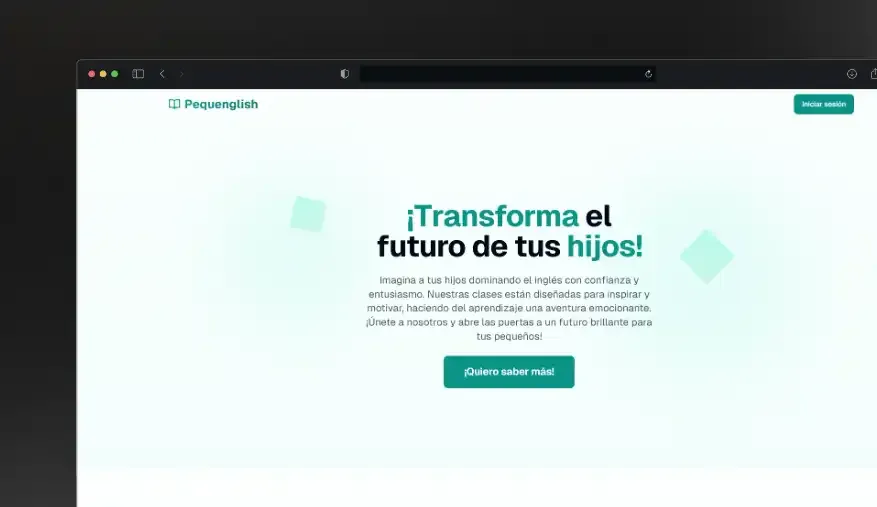 Pequenglish
Iniciar sesión
¡Transforma el
futuro de tus hijos!
Imagina a tus hijos dominando el inglés con confianza y
entusiasmo. Nuestras clases están diseñadas para inspirar y
motivar, haciendo del aprendizaje una aventura emocionante.
¡Únete a nosotros y abre las puertas a un futuro brillante para
tus pequeños!
¡Quiero saber más!